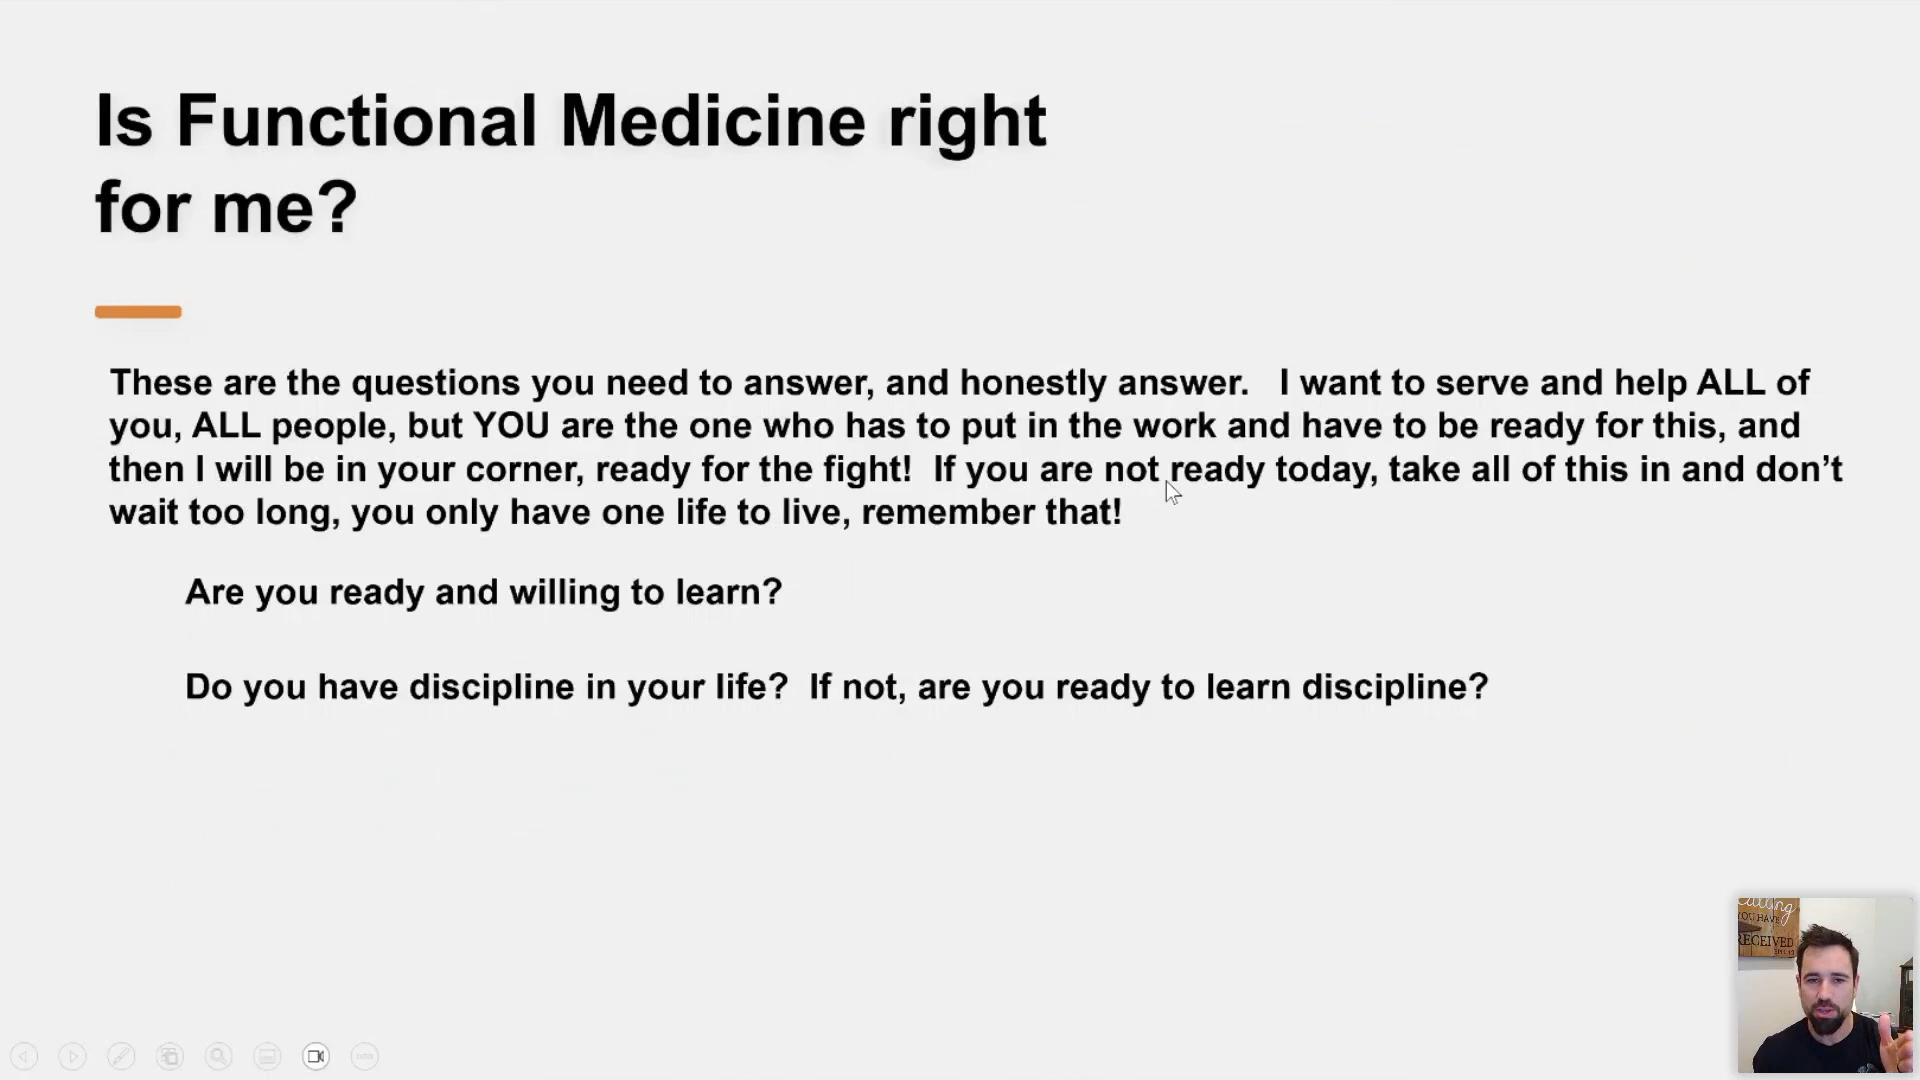 Is Functional Medicine right
for me?
These are the questions you need to answer, and honestly answer.   I want to serve and help ALL of
you, ALL people, but YOU are the one who has to put in the work and have to be ready for this, and
then I will be in your corner, ready for the fight!  If you are not ready today, take all of this in and don’t
wait too long, you only have one life to live, remember that!
Are you ready and willing to learn?
Do you have discipline in your life?  If not, are you ready to learn discipline?
calling
YOU HAVE
RECEIVED